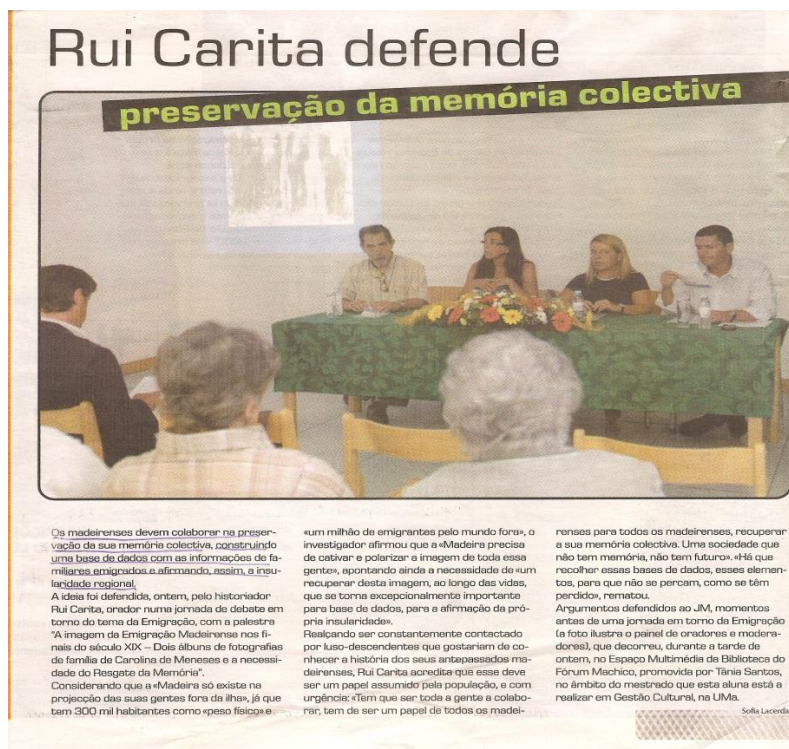 Rui Carita defende
preservação da memória colectiva
Os madeirenses devem colaborar na preser-
vação da sua memória colectiva, construindo
uma base de dados com as informações de fa-
miliares emigrados e afirmando, assim, a insu-
laridade regional.
A ideia foi defendida, ontem, pelo historiador
Rui Carita, orador numa jornada de debate em
torno do tema da Emigração, com a palestra
"A imagem da Emigração Madeirense nos fi-
nais do século XIX – Dois álbuns de fotografias
de família de Carolina de Meneses e a necessi-
dade do Resgate da Memória".
Considerando que a «Madeira só existe na
projecção das suas gentes fora da ilha», já que
tem 300 mil habitantes como «peso físico» e
«um milhão de emigrantes pelo mundo fora», o
investigador afirmou que a «Madeira precisa
de cativar e polarizar a imagem de toda essa
gente», apontando ainda a necessidade de «um
recuperar desta imagem, ao longo das vidas,
que se torna excepcionalmente importante
para base de dados, para a afirmação da pró-
pria insularidade».
Realçando ser constantemente contactado
por luso-descendentes que gostariam de co-
nhecer a história dos seus antepassados ma-
deirenses, Rui Carita acredita que esse deve
ser um papel assumido pela população, e com
urgência: «Tem que ser toda a gente a colabo-
rar, tem de ser um papel de todos os madei-
renses para todos os madeirenses, recuperar
a sua memória colectiva. Uma sociedade que
não tem memória, não tem futuro». «Há que
recolher essas bases de dados, esses elemen-
tos, para que não se percam, como se têm
perdido», rematou.
Argumentos defendidos ao JM, momentos
antes de uma jornada em torno da Emigração
(a foto ilustra o painel de oradores e modera-
dores), que decorreu, durante a tarde de
ontem, no Espaço Multimédia da Biblioteca do
Fórum Machico, promovida por Tânia Santos,
no âmbito do mestrado que esta aluna está a
realizar em Gestão Cultural, na UMa.
Sofia Lacerda